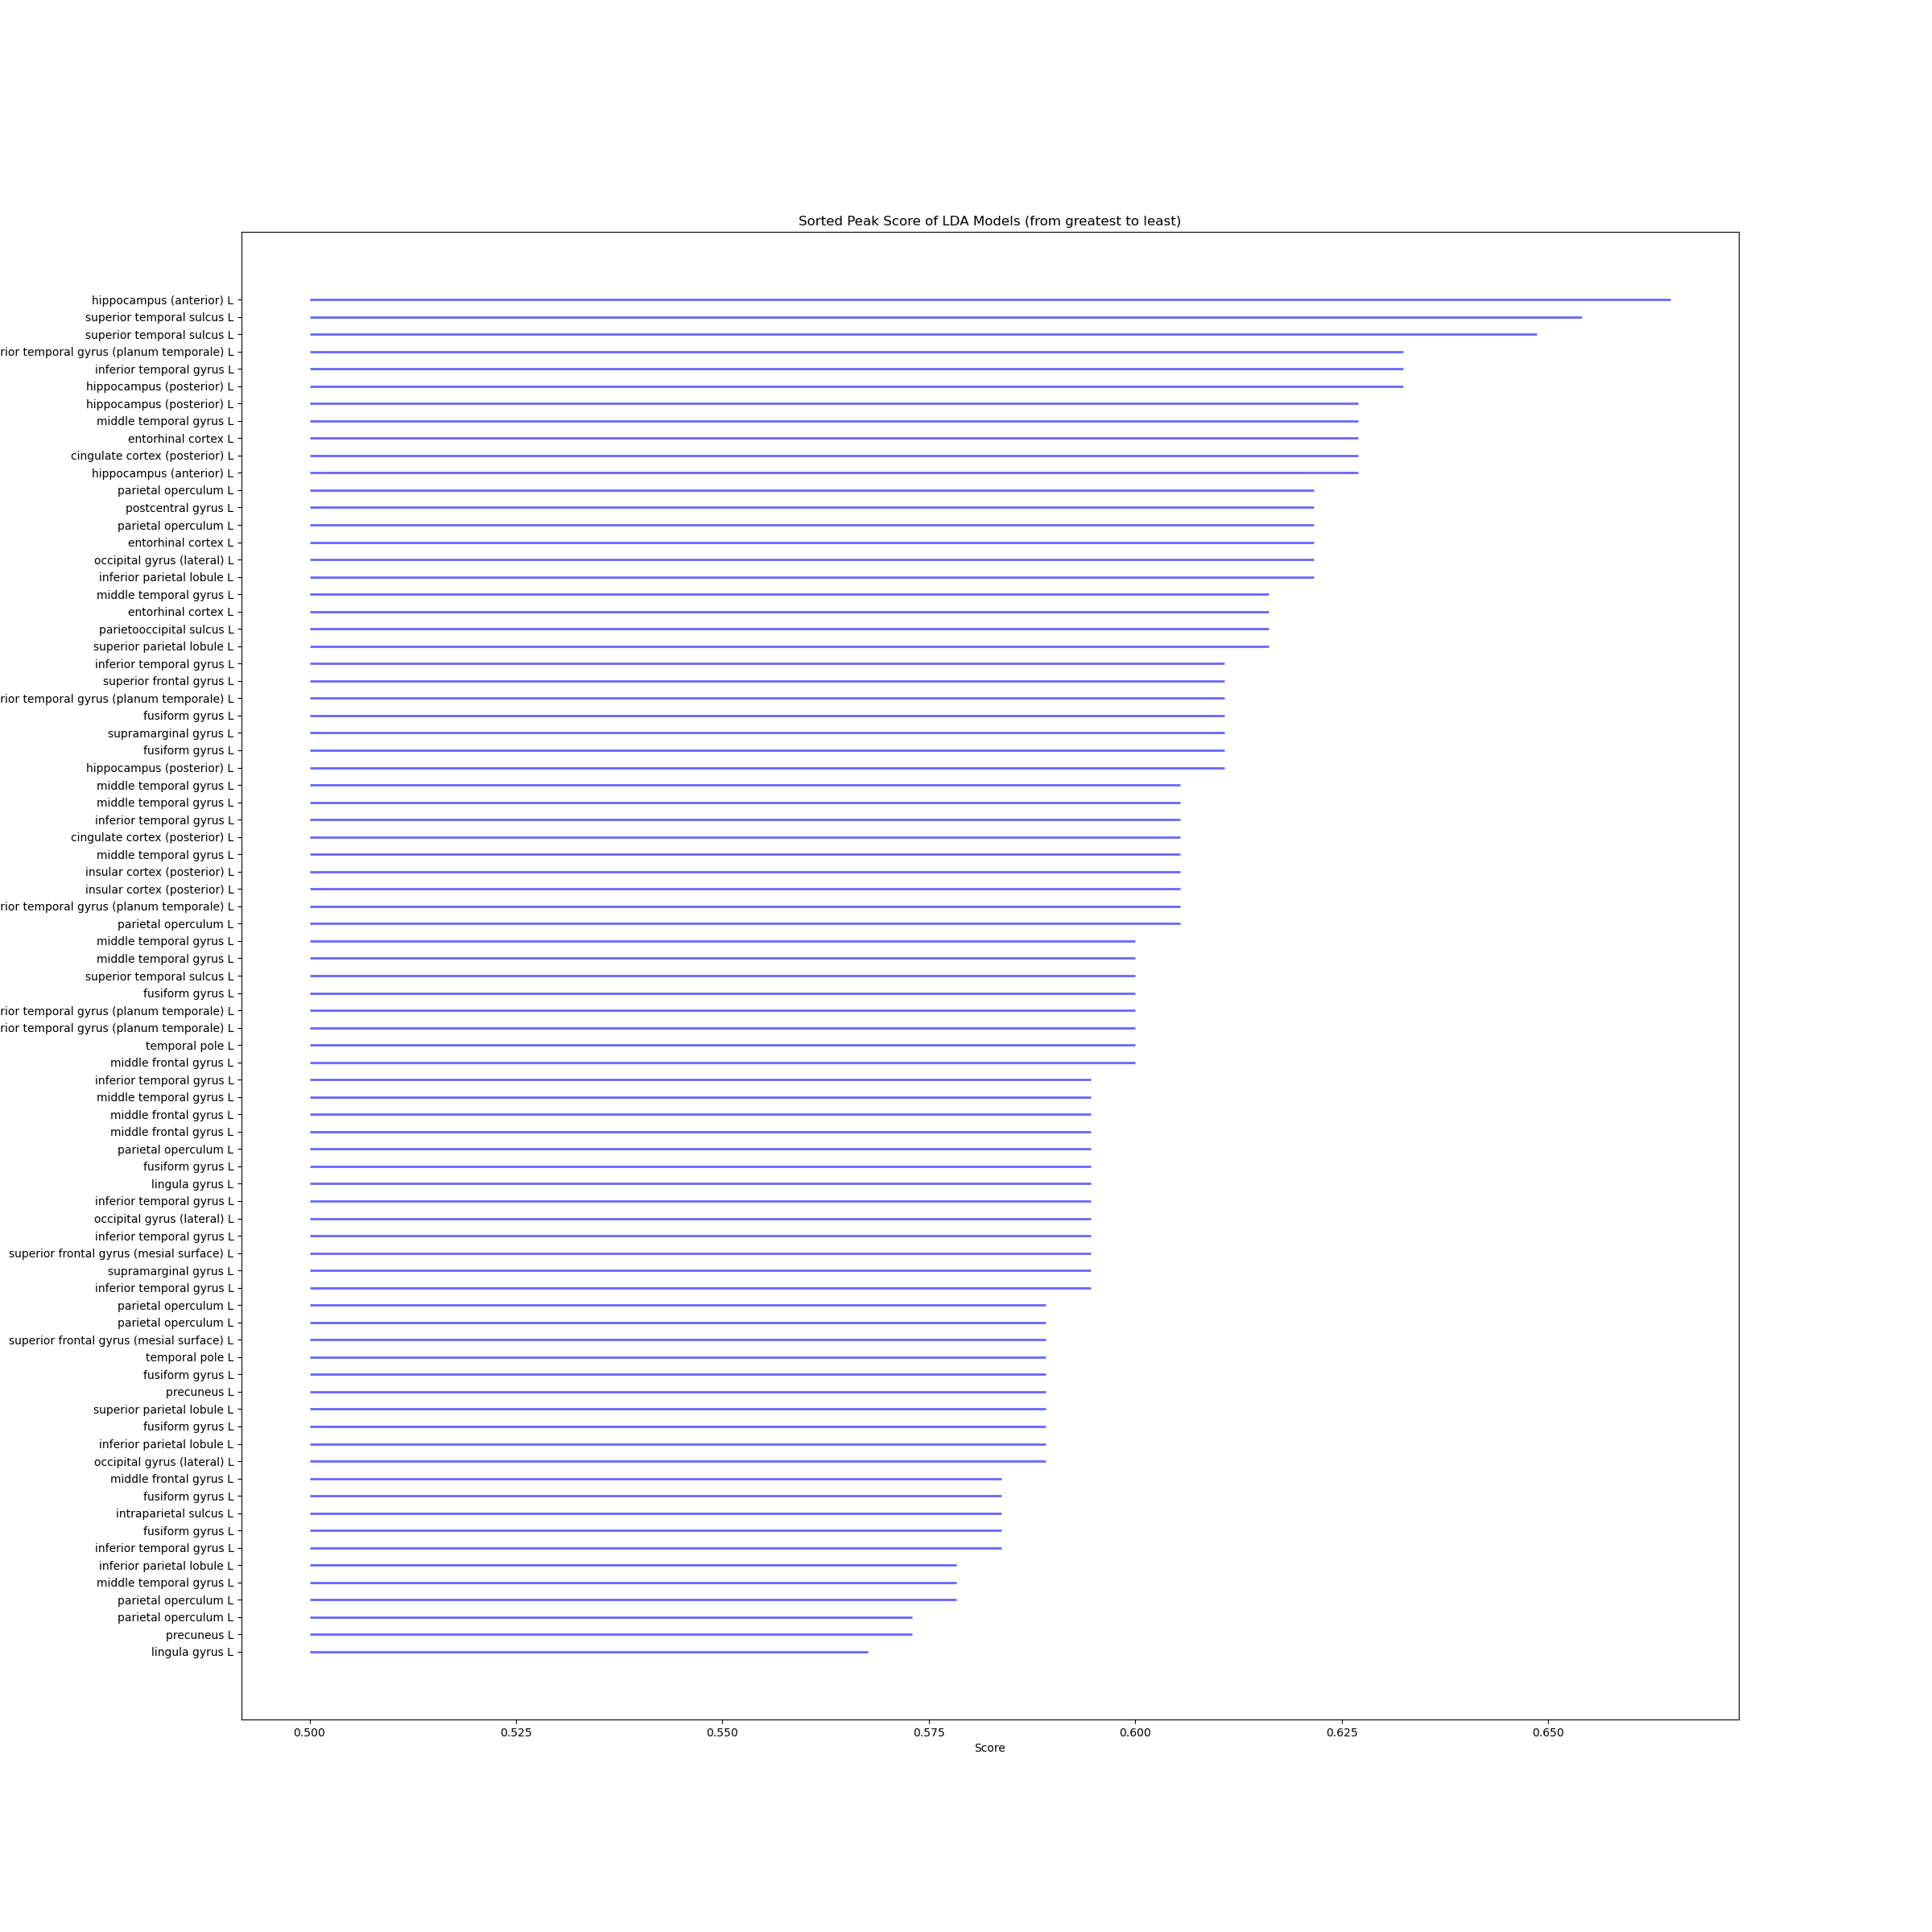 Sorted Peak Score of LDA Models (from greatest to least)
hippocampus (anterior) L
superior temporal sulcus L
superior temporal sulcus L
rior temporal gyrus (planum temporale) L
inferior temporal gyrus L
hippocampus (posterior) L
hippocampus (posterior) L
middle temporal gyrus L
entorhinal cortex L
cingulate cortex (posterior) L
hippocampus (anterior) L
parietal operculum L
postcentral gyrus L
parietal operculum L
entorhinal cortex L
occipital gyrus (lateral) L
inferior parietal lobule L
middle temporal gyrus L
entorhinal cortex L
parietooccipital sulcus L
superior parietal lobule L
inferior temporal gyrus L
superior frontal gyrus L
rior temporal gyrus (planum temporale) L
fusiform gyrus L
supramarginal gyrus L
fusiform gyrus L
hippocampus (posterior) L
middle temporal gyrus L
middle temporal gyrus L
inferior temporal gyrus L
cingulate cortex (posterior) L
middle temporal gyrus L
insular cortex (posterior) L
insular cortex (posterior) L
rior temporal gyrus (planum temporale) L
parietal operculum L
middle temporal gyrus L
middle temporal gyrus L
superior temporal sulcus L
fusiform gyrus L
rior temporal gyrus (planum temporale) L
rior temporal gyrus (planum temporale) L
temporal pole L
middle frontal gyrus L
inferior temporal gyrus L
middle temporal gyrus L
middle frontal gyrus L
middle frontal gyrus L
parietal operculum L
fusiform gyrus L
lingula gyrus L
inferior temporal gyrus L
occipital gyrus (lateral) L
inferior temporal gyrus L
superior frontal gyrus (mesial surface) L
supramarginal gyrus L
inferior temporal gyrus L
parietal operculum L
parietal operculum L
superior frontal gyrus (mesial surface) L
temporal pole L
fusiform gyrus L
precuneus L
superior parietal lobule L
fusiform gyrus L
inferior parietal lobule L
occipital gyrus (lateral) L
middle frontal gyrus L
fusiform gyrus L
intraparietal sulcus L
fusiform gyrus L
inferior temporal gyrus L
inferior parietal lobule L
middle temporal gyrus L
parietal operculum L
parietal operculum L
precuneus L
lingula gyrus L
0.500 0.525 0.550 0.575 0.600 0.625 0.650
Score